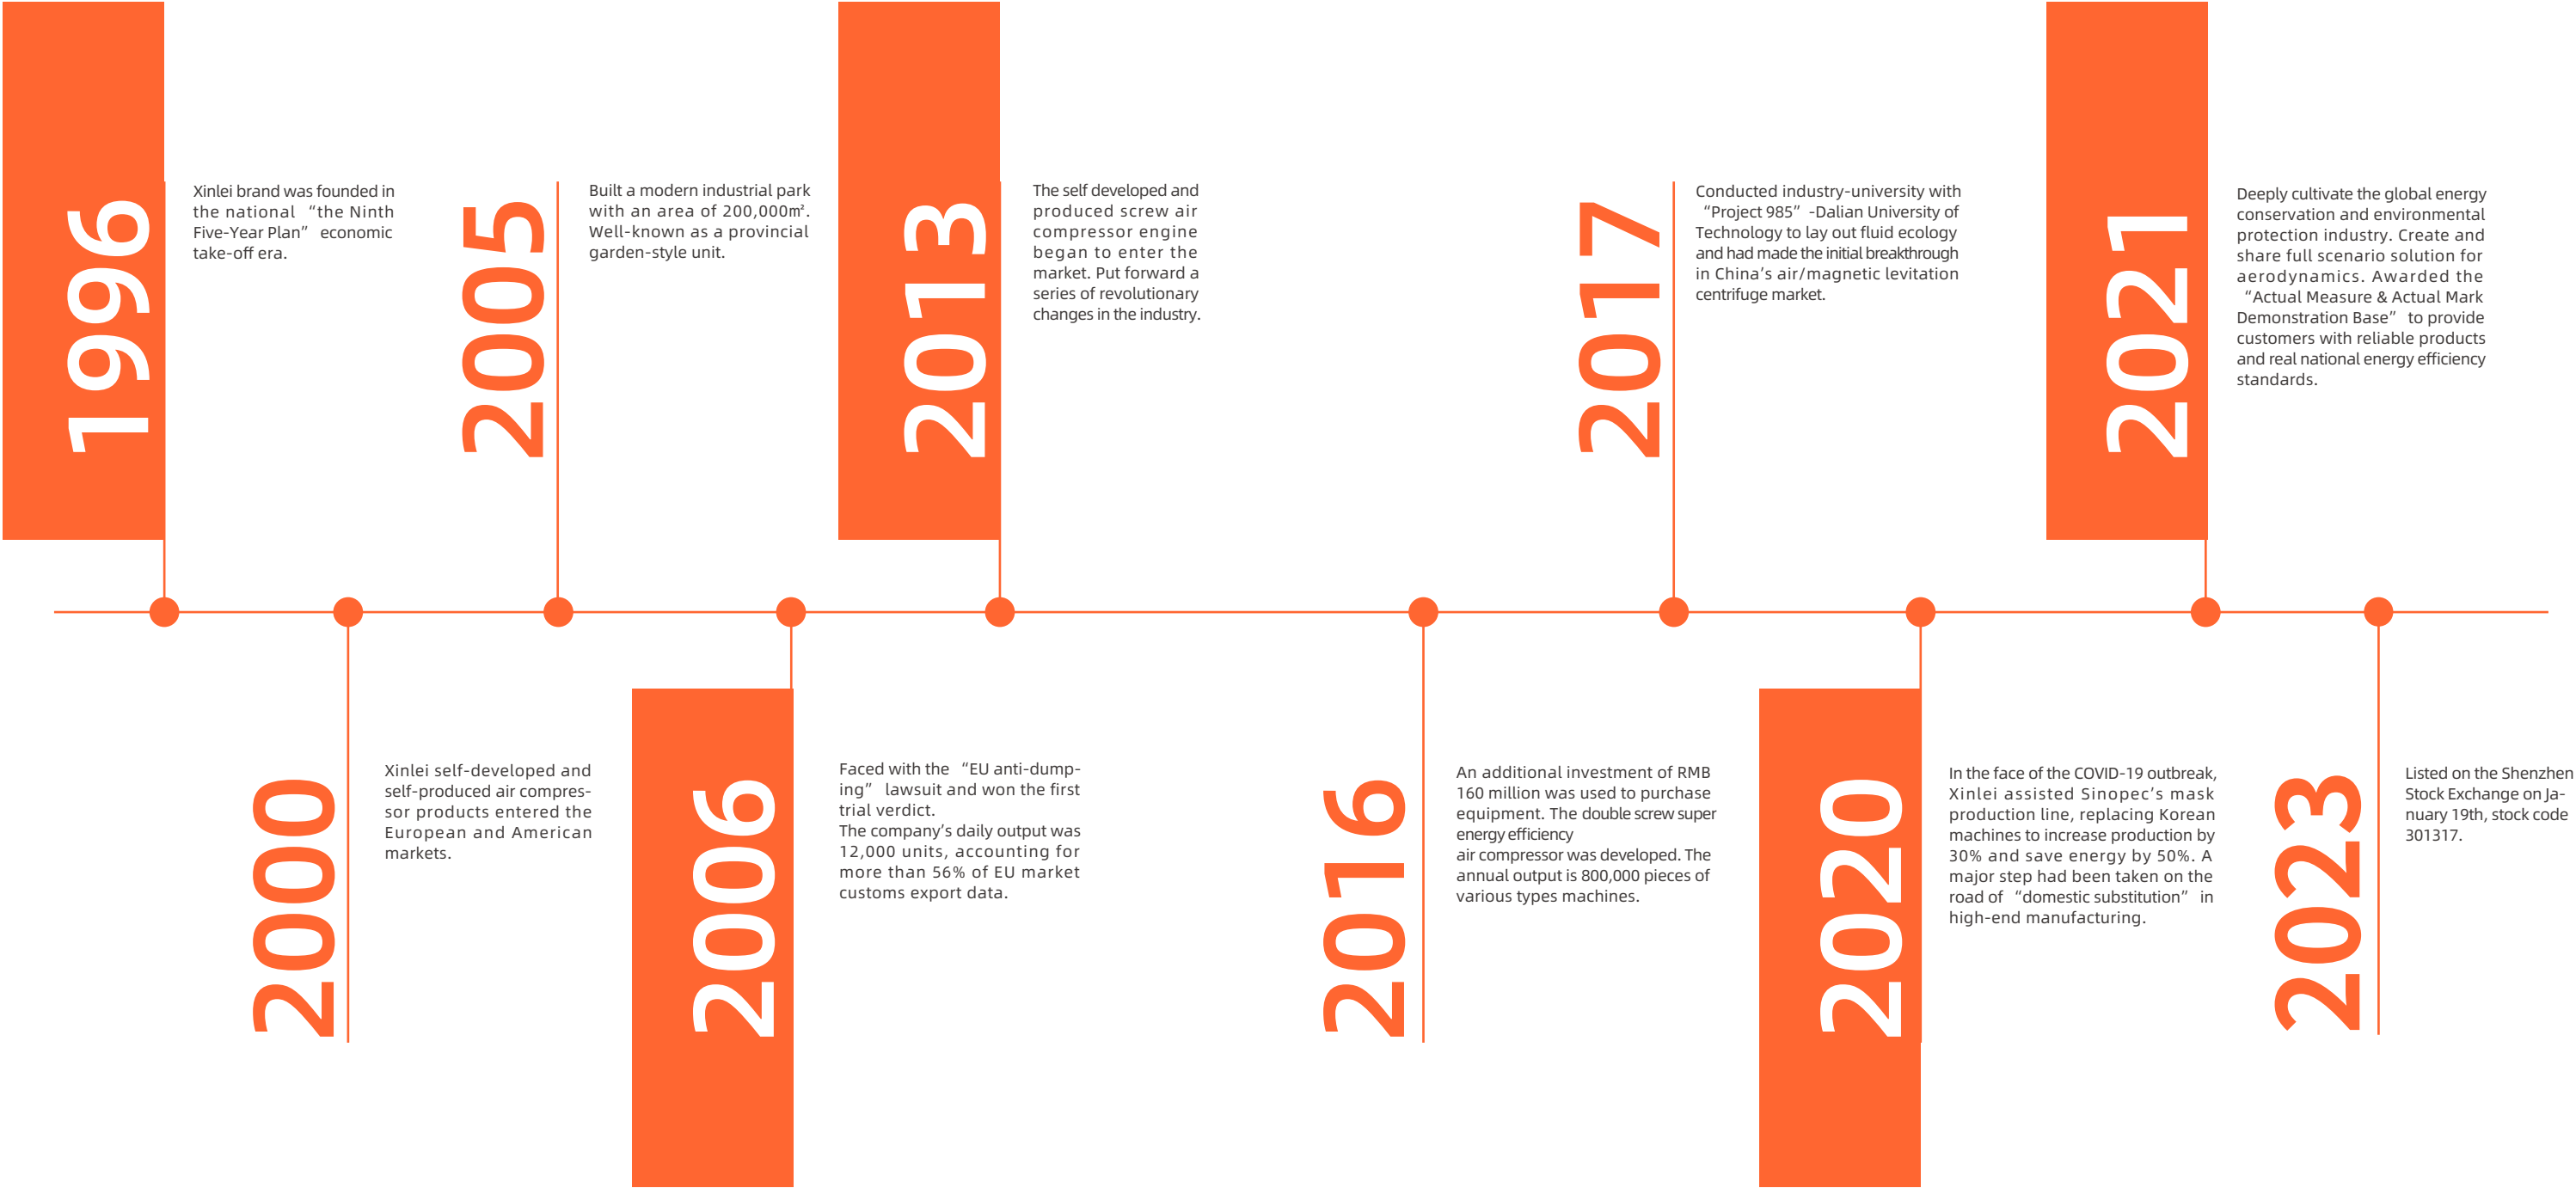 1996
Xinlei brand was founded in
the national “the Ninth
Five-Year Plan” economic
take-off era.
2000
Xinlei self-developed and
self-produced air compres-
sor products entered the
European and American
markets.
2005
Built a modern industrial park
with an area of 200,000m².
Well-known as a provincial
garden-style unit.
2006
Faced with the “EU anti-dump-
ing” lawsuit and won the first
trial verdict.
The company’s daily output was
12,000 units, accounting for
more than 56% of EU market
customs export data.
2013
The self developed and
produced screw air
compressor engine
began to enter the
market. Put forward a
series of revolutionary
changes in the industry.
2016
An additional investment of RMB
160 million was used to purchase
equipment. The double screw super
energy efficiency
air compressor was developed. The
annual output is 800,000 pieces of
various types machines.
2017
Conducted industry-university with
“Project 985” -Dalian University of
Technology to lay out fluid ecology
and had made the initial breakthrough
in China’s air/magnetic levitation
centrifuge market.
2020
In the face of the COVID-19 outbreak,
Xinlei assisted Sinopec’s mask
production line, replacing Korean
machines to increase production by
30% and save energy by 50%. A
major step had been taken on the
road of “domestic substitution” in
high-end manufacturing.
2021
Deeply cultivate the global energy
conservation and environmental
protection industry. Create and
share full scenario solution for
aerodynamics. Awarded the
“Actual Measure & Actual Mark
Demonstration Base” to provide
customers with reliable products
and real national energy efficiency
standards.
2023
Listed on the Shenzhen
Stock Exchange on Ja-
nuary 19th, stock code
301317.